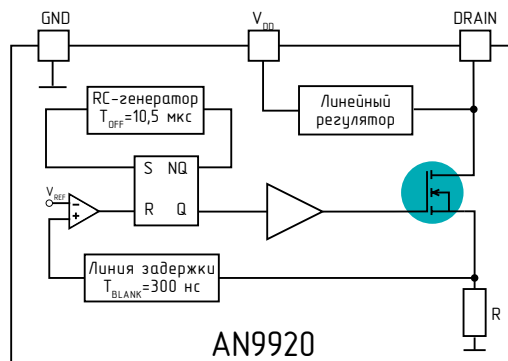 GND
V_DD
DRAIN
RC-генератор
T_OFF=10,5 мкс
Линейный
регулятор
S NQ
V_REF
-
+
R Q
Линия задержки
T_BLANK=300 нс
R
AN9920